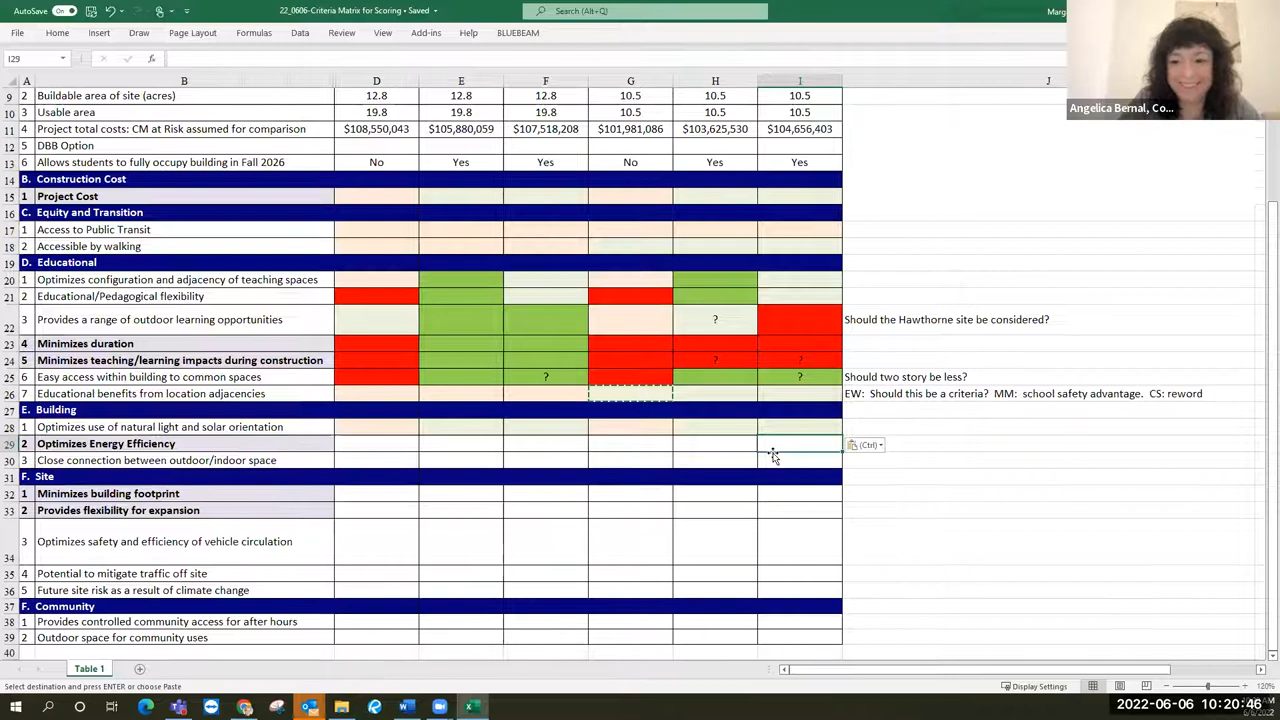 AutoSave On 22_0606-Criteria Matrix for Scoring • Saved Search (Alt+Q)
File Home Insert Draw Page Layout Formulas Data Review View Add-ins Help BLUEBEAM
Angelica Bernal, Co...
I29 fx
A B D E F G H I J
9 2 Buildable area of site (acres) 12.8 12.8 12.8 10.5 10.5 10.5
10 3 Usable area 19.8 19.8 19.8 10.5 10.5 10.5
11 4 Project total costs: CM at Risk assumed for comparison $108,550,043 $105,880,059 $107,518,208 $101,981,086 $103,625,530 $104,656,403
12 5 DBB Option
13 6 Allows students to fully occupy building in Fall 2026 No Yes Yes No Yes Yes
14 B. Construction Cost
15 1 Project Cost
16 C. Equity and Transition
17 1 Access to Public Transit
18 2 Accessible by walking
19 D. Educational
20 1 Optimizes configuration and adjacency of teaching spaces
21 2 Educational/Pedagogical flexibility
22 3 Provides a range of outdoor learning opportunities ? Should the Hawthorne site be considered?
23 4 Minimizes duration
24 5 Minimizes teaching/learning impacts during construction ? ?
25 6 Easy access within building to common spaces ? ? Should two story be less?
26 7 Educational benefits from location adjacencies EW: Should this be a criteria? MM: school safety advantage. CS: reword
27 E. Building
28 1 Optimizes use of natural light and solar orientation
29 2 Optimizes Energy Efficiency (Ctrl)
30 3 Close connection between outdoor/indoor space
31 F. Site
32 1 Minimizes building footprint
33 2 Provides flexibility for expansion
34 3 Optimizes safety and efficiency of vehicle circulation
35 4 Potential to mitigate traffic off site
36 5 Future site risk as a result of climate change
37 F. Community
38 1 Provides controlled community access for after hours
39 2 Outdoor space for community uses
40
Table 1
Select destination and press ENTER or choose Paste Display Settings 120%
2022-06-06 10:20:46